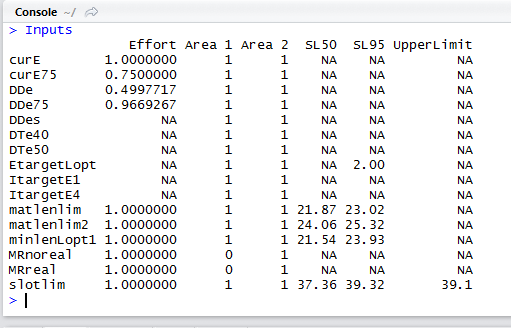 Console ~/
> Inputs
Effort Area 1 Area 2 SL50 SL95 UpperLimit
curE 1.0000000 1 1 NA NA NA
curE75 0.7500000 1 1 NA NA NA
DDe 0.4997717 1 1 NA NA NA
DDe75 0.9669267 1 1 NA NA NA
DDes NA 1 1 NA NA NA
DTe40 NA 1 1 NA NA NA
DTe50 NA 1 1 NA NA NA
EtargetLopt NA 1 1 NA 2.00 NA
ItargetE1 NA 1 1 NA NA NA
ItargetE4 NA 1 1 NA NA NA
matlenlim 1.0000000 1 1 21.87 23.02 NA
matlenlim2 1.0000000 1 1 24.06 25.32 NA
minlenLopt1 1.0000000 1 1 21.54 23.93 NA
MRnoreal 1.0000000 0 1 NA NA NA
MRreal 1.0000000 0 1 NA NA NA
slotlim 1.0000000 1 1 37.36 39.32 39.1
>